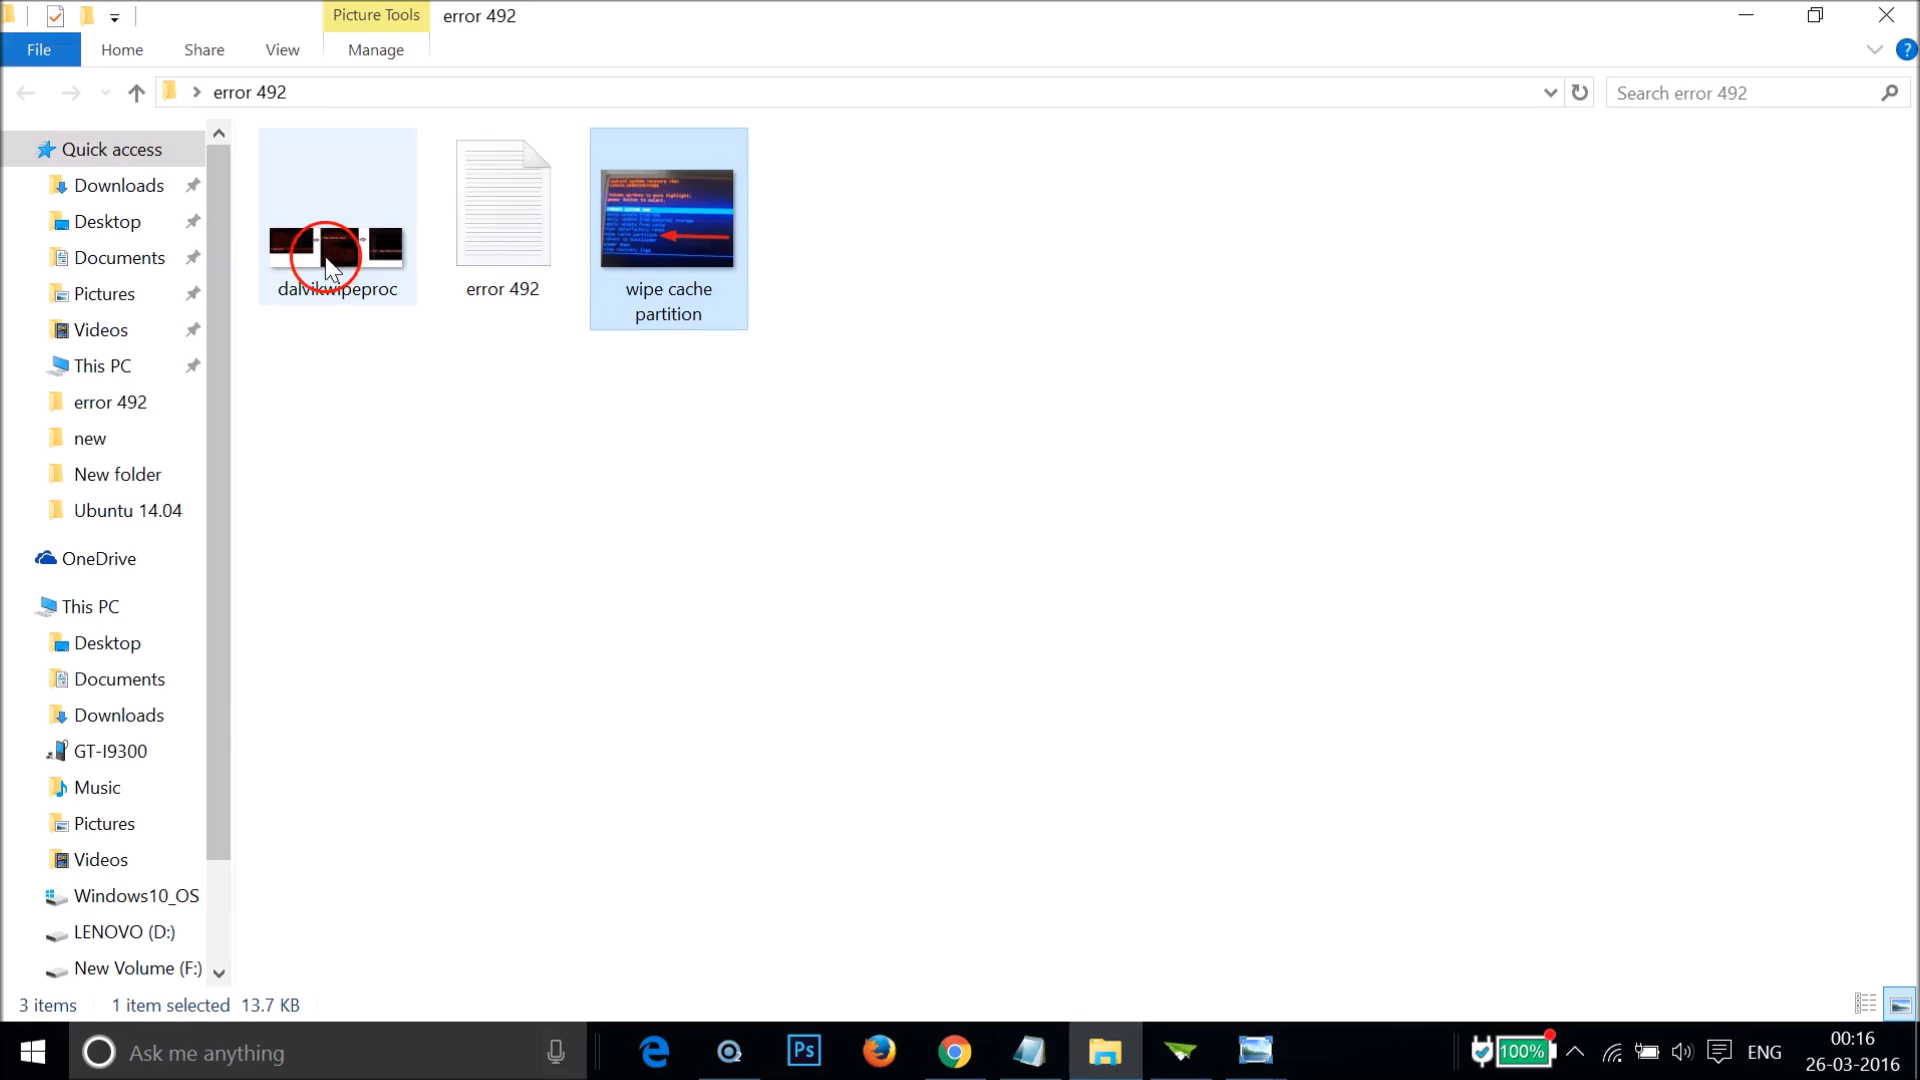 Picture Tools
error 492
File
Home
Share
View
Manage
?
error 492
Search error 492
Quick access
Downloads
Desktop
Documents
Pictures
Videos
This PC
error 492
new
New folder
Ubuntu 14.04
OneDrive
This PC
Desktop
Documents
Downloads
GT-I9300
Music
Pictures
Videos
Windows10_OS
LENOVO (D:)
New Volume (F:)
dalvikwipeproc
error 492
wipe cache
partition
3 items
1 item selected 13.7 KB
Ask me anything
Ps
100%
ENG
00:16
26-03-2016